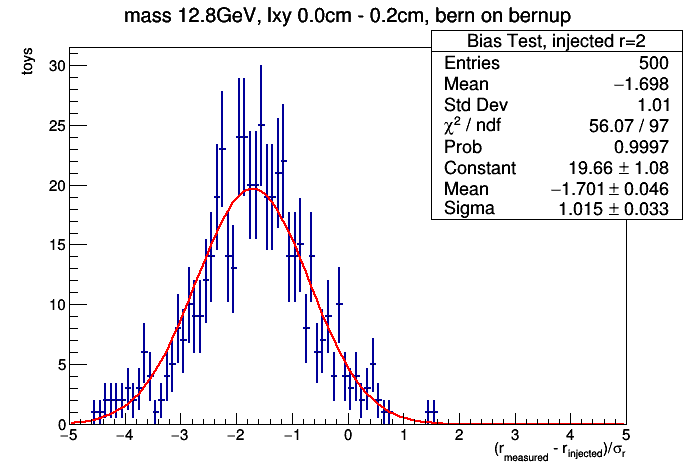 mass 12.8GeV, lxy 0.0cm - 0.2cm, bern on bernup
Bias Test, injected r=2
Entries 500
Mean −1.698
Std Dev 1.01
χ² / ndf 56.07 / 97
Prob 0.9997
Constant 19.66 ± 1.08
Mean −1.701 ± 0.046
Sigma 1.015 ± 0.033
toys
30
25
20
15
10
5
0
−5 −4 −3 −2 −1 0 1 2 3 4 5
(r_measured - r_injected)/σ_r